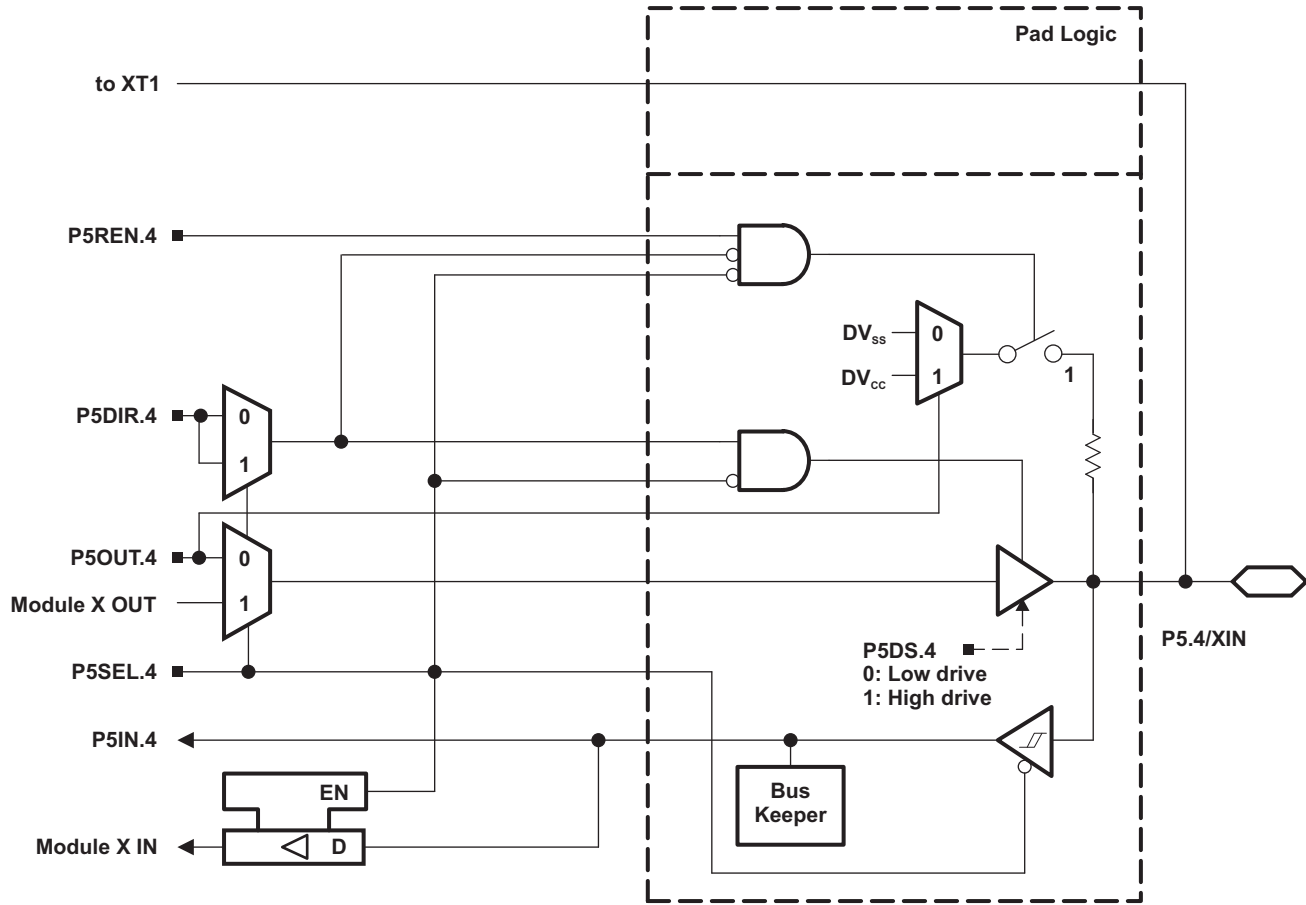 Pad Logic
to XT1
P5REN.4
DVSS
0
DVCC
1
1
P5DIR.4
0
1
P5OUT.4
0
Module X OUT
1
P5DS.4
0: Low drive
1: High drive
P5.4/XIN
P5SEL.4
P5IN.4
Bus
Keeper
EN
Module X IN
D